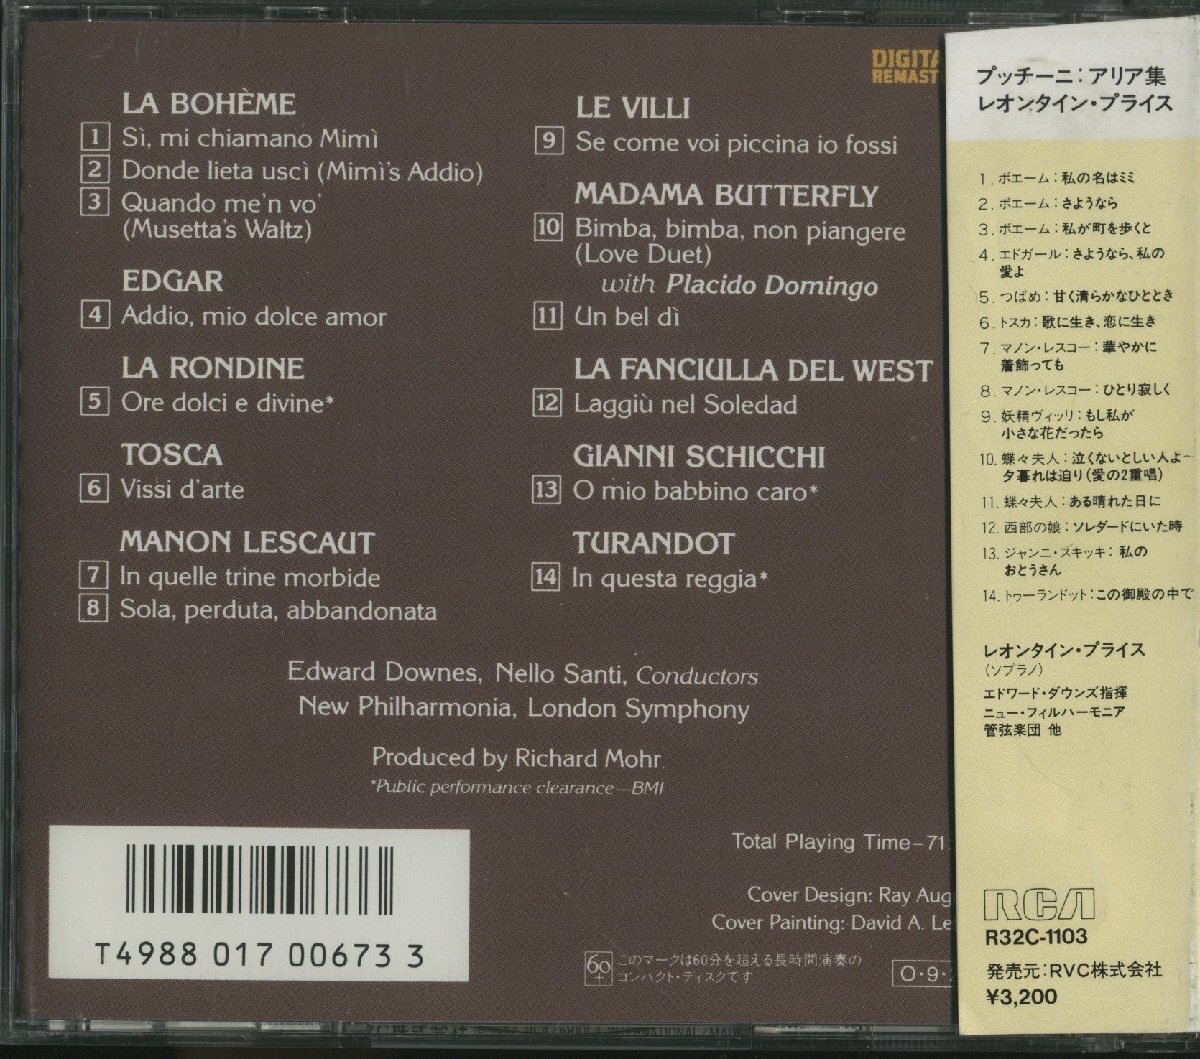 DIGITA
REMAST
LA BOHÈME
1 Sì, mi chiamano Mimì
2 Donde lieta uscì (Mimì's Addio)
3 Quando me'n vo'
(Musetta's Waltz)
EDGAR
4 Addio, mio dolce amor
LA RONDINE
5 Ore dolci e divine*
TOSCA
6 Vissi d'arte
MANON LESCAUT
7 In quelle trine morbide
8 Sola, perduta, abbandonata
LE VILLI
9 Se come voi piccina io fossi
MADAMA BUTTERFLY
10 Bimba, bimba, non piangere
(Love Duet)
with Placido Domingo
11 Un bel dì
LA FANCIULLA DEL WEST
12 Laggiù nel Soledad
GIANNI SCHICCHI
13 O mio babbino caro*
TURANDOT
14 In questa reggia*
Edward Downes, Nello Santi, Conductors
New Philharmonia, London Symphony
Produced by Richard Mohr
*Public performance clearance—BMI
Total Playing Time–71:
Cover Design: Ray Aug
Cover Painting: David A. Le
T4988 017 00673 3
60+ このマークは60分を超える長時間演奏の
コンパクト・ディスクです
O・9・2
プッチーニ：アリア集
レオンタイン・プライス
1. ボエーム：私の名はミミ
2. ボエーム：さようなら
3. ボエーム：私が町を歩くと
4. エドガール：さようなら、私の
愛よ
5. つばめ：甘く清らかなひととき
6. トスカ：歌に生き、恋に生き
7. マノン・レスコー：華やかに
着飾っても
8. マノン・レスコー：ひとり寂しく
9. 妖精ヴィッリ：もし私が
小さな花だったら
10. 蝶々夫人：泣くないとしい人よ〜
夕暮れは迫り(愛の2重唱)
11. 蝶々夫人：ある晴れた日に
12. 西部の娘：ソレダードにいた時
13. ジャンニ・スキッキ：私の
おとうさん
14. トゥーランドット：この御殿の中で
レオンタイン・プライス
(ソプラノ)
エドワード・ダウンズ指揮
ニュー・フィルハーモニア
管弦楽団 他
RCA
R32C-1103
発売元：RVC株式会社
¥3,200